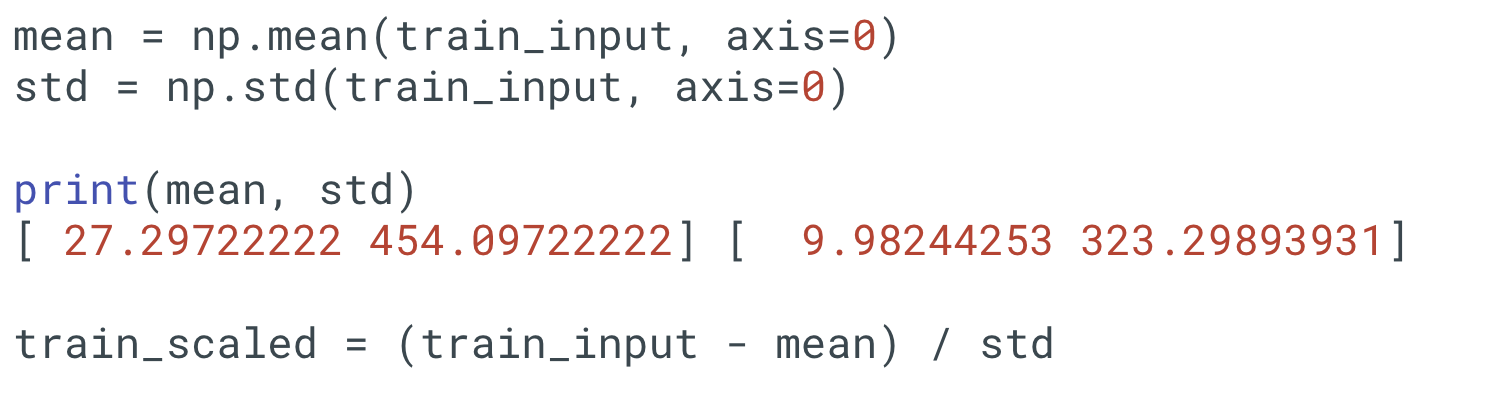 mean = np.mean(train_input, axis=0)
std = np.std(train_input, axis=0)
print(mean, std)
[ 27.29722222 454.09722222] [  9.98244253 323.29893931]
train_scaled = (train_input - mean) / std